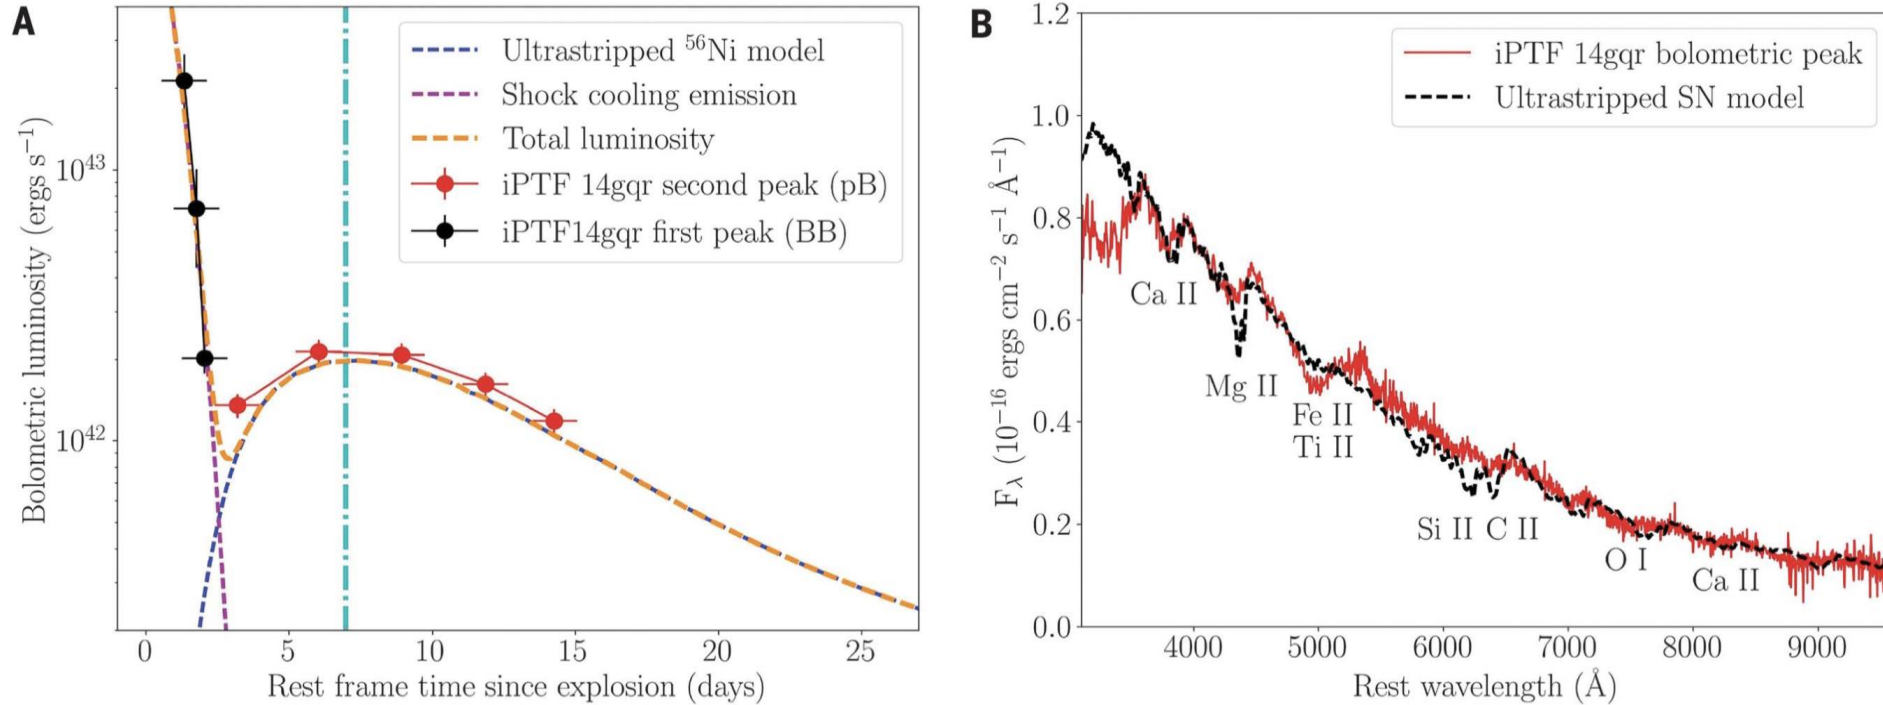 A
Ultrastripped ⁵⁶Ni model
Shock cooling emission
Total luminosity
iPTF 14gqr second peak (pB)
iPTF14gqr first peak (BB)
Bolometric luminosity (ergs s⁻¹)
10⁴³
10⁴²
0 5 10 15 20 25
Rest frame time since explosion (days)
B
iPTF 14gqr bolometric peak
Ultrastripped SN model
F_λ (10⁻¹⁶ ergs cm⁻² s⁻¹ Å⁻¹)
1.2
1.0
0.8
0.6
0.4
0.2
0.0
Ca II
Mg II
Fe II
Ti II
Si II C II
O I
Ca II
4000 5000 6000 7000 8000 9000
Rest wavelength (Å)